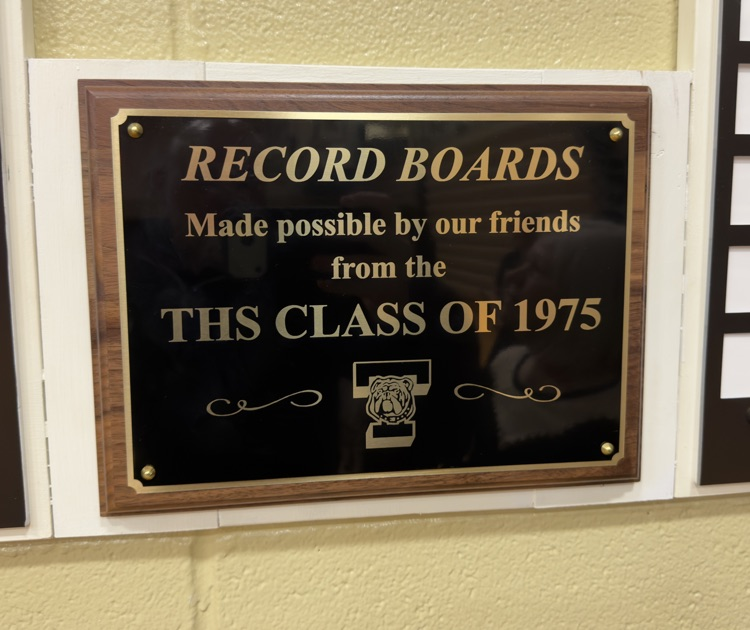 RECORD BOARDS
Made possible by our friends
from the
THS CLASS OF 1975
T